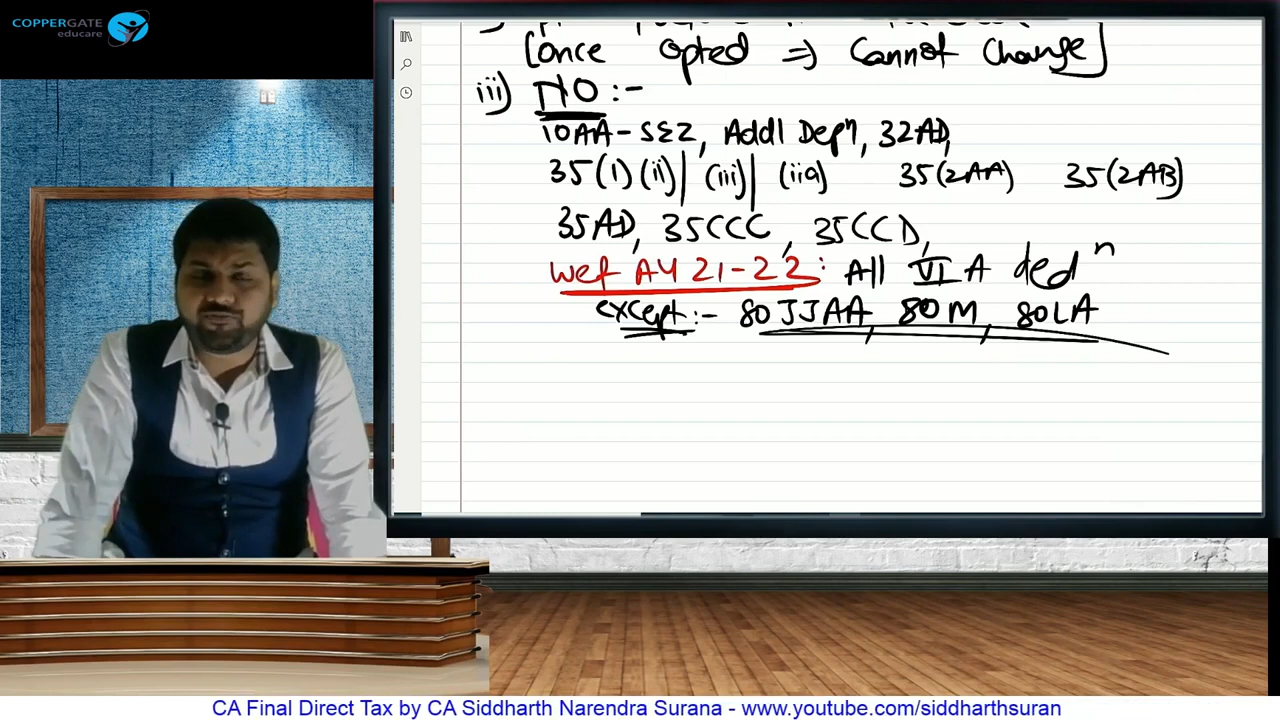 COPPERGATE
educare
[once opted => cannot change]
iii) NO :-
10AA - SEZ, Addl Depn, 32AD,
35(1)(ii)| (iii)| (iia) 35(2AA) 35(2AB)
35AD, 35CCC, 35CCD,
wef AY 21-22: All VI A dedn
except:- 80JJAA, 80M, 80LA
CA Final Direct Tax by CA Siddharth Narendra Surana - www.youtube.com/siddharthsuran